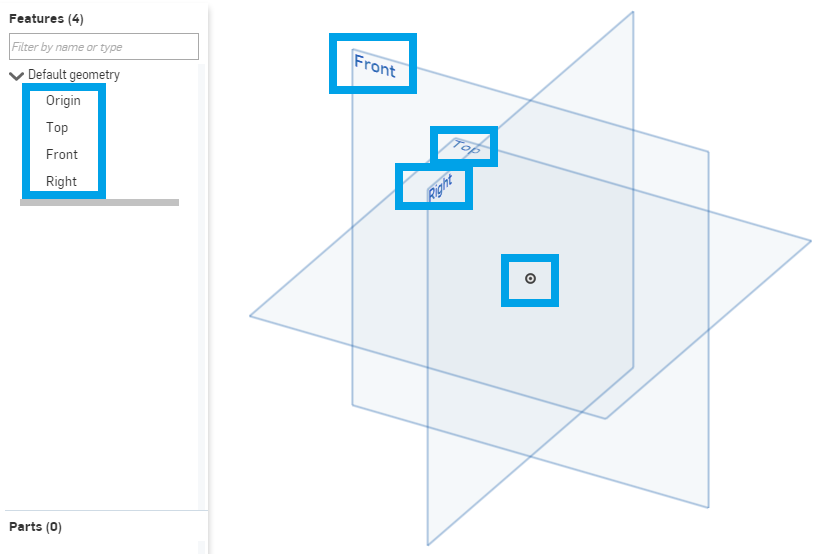 Features (4)
Filter by name or type
Default geometry
Origin
Top
Front
Right
Parts (0)
Front
Top
Right